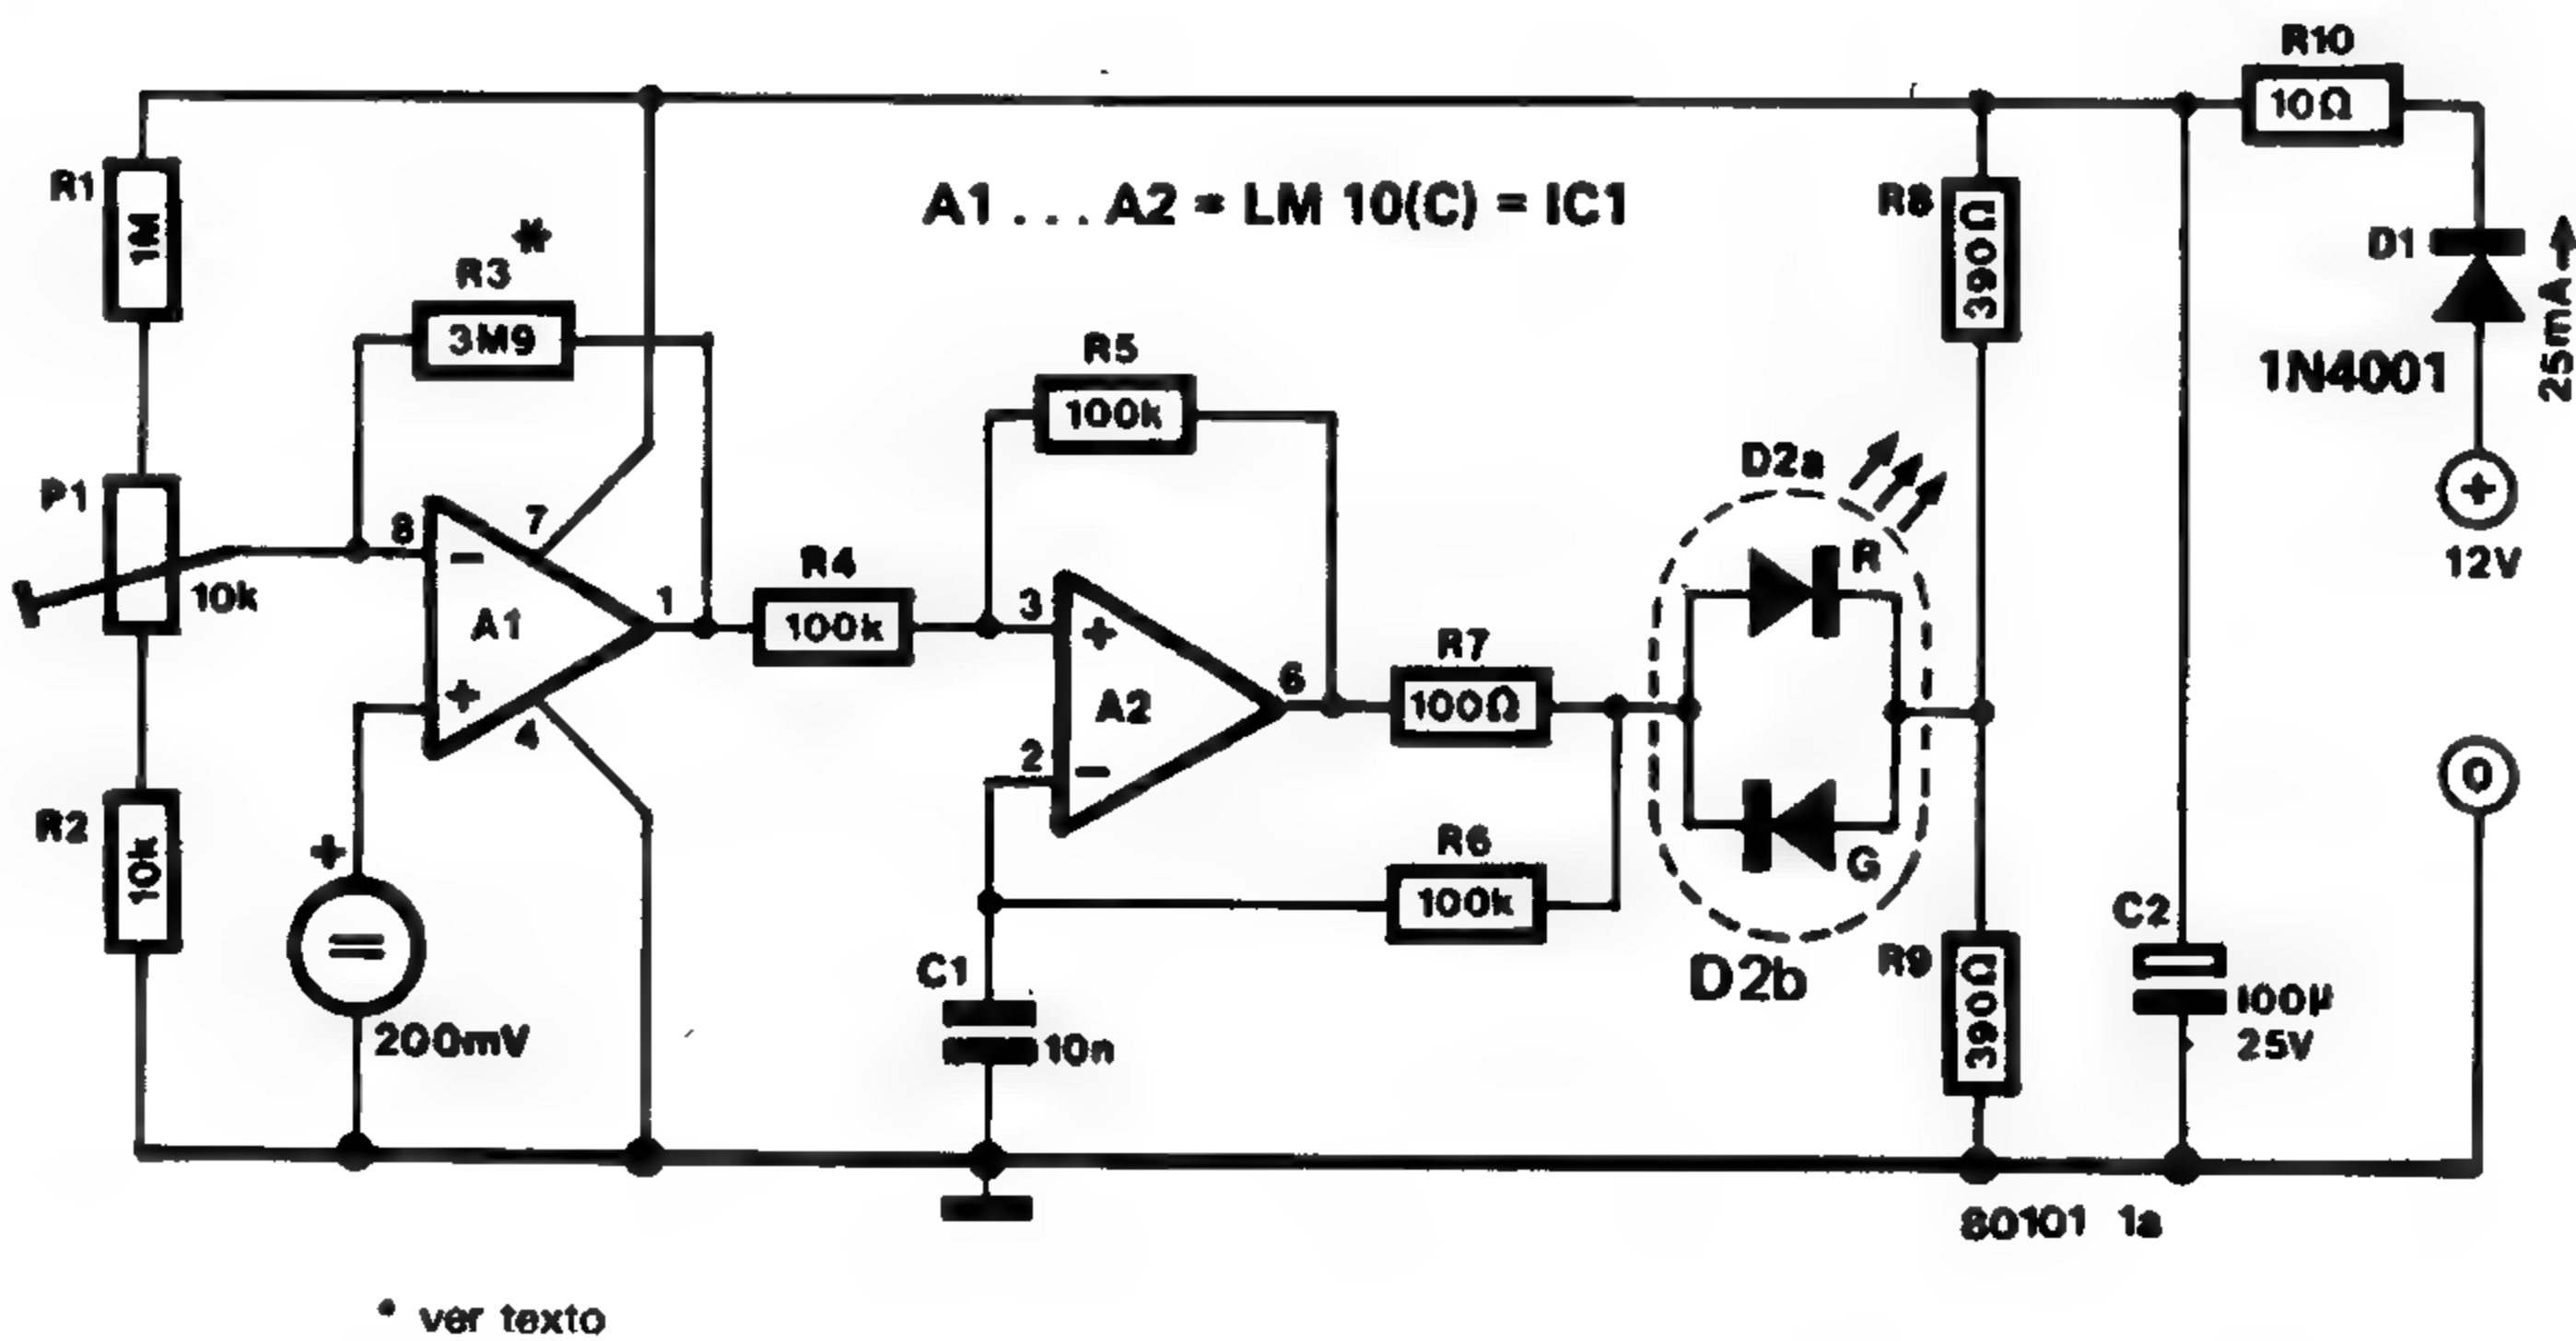 R10
10Ω
R1
1M
A1 . . . A2 = LM 10(C) = IC1
R8
390Ω
D1
25mA
1N4001
*
R3
3M9
R5
100k
D2a
P1
10k
8
7
−
A1
+
4
1
R4
100k
3
+
A2
2
−
6
R7
100Ω
R
G
+
12V
0
R2
10k
+
=
200mV
R6
100k
D2b
C1
10n
R9
390Ω
C2
100µ
25V
80101 1a
* ver texto